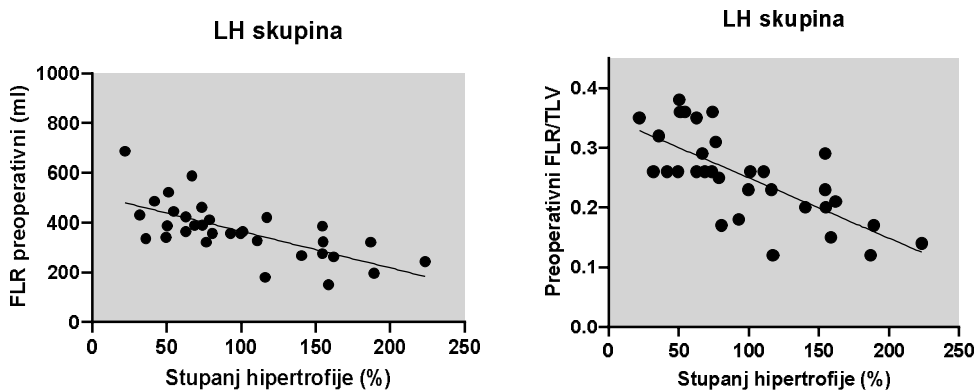 LH skupina
FLR preoperativni (ml)
1000
800
600
400
200
0
0 50 100 150 200 250
Stupanj hipertrofije (%)
LH skupina
Preoperativni FLR/TLV
0.4
0.3
0.2
0.1
0.0
0 50 100 150 200 250
Stupanj hipertrofije (%)